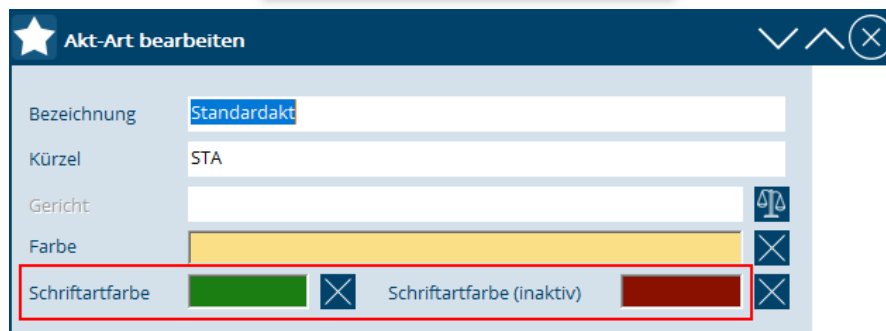 Akt-Art bearbeiten
Bezeichnung Standardakt
Kürzel STA
Gericht
Farbe
Schriftartfarbe Schriftartfarbe (inaktiv)